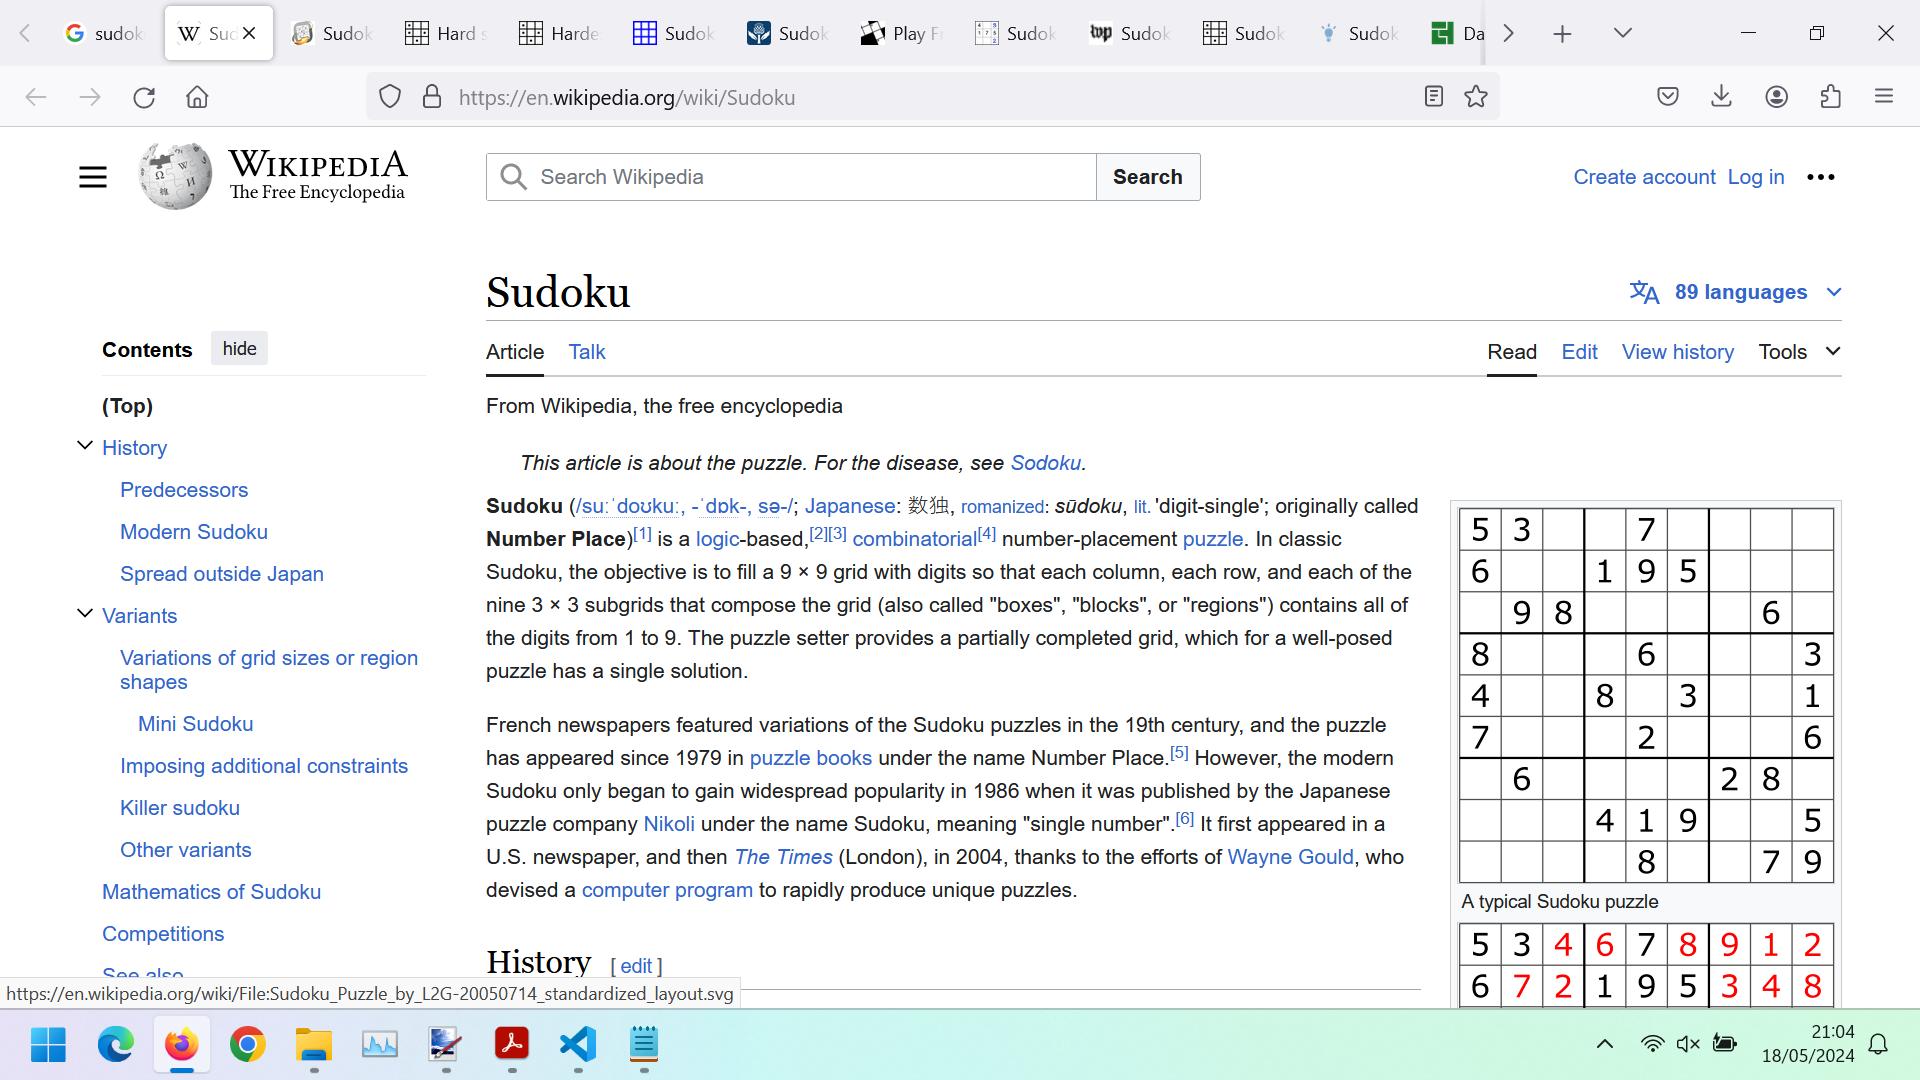 sudok
Sud
Sudok
Hard s
Harde
Sudok
Sudok
Play F
Sudok
Sudok
Sudok
Sudok
Da
https://en.wikipedia.org/wiki/Sudoku
WIKIPEDIA
The Free Encyclopedia
Search Wikipedia
Search
Create account Log in
Sudoku
89 languages
Contents hide
Article Talk
Read Edit View history Tools
(Top)
History
Predecessors
Modern Sudoku
Spread outside Japan
Variants
Variations of grid sizes or region
shapes
Mini Sudoku
Imposing additional constraints
Killer sudoku
Other variants
Mathematics of Sudoku
Competitions
See also
From Wikipedia, the free encyclopedia
This article is about the puzzle. For the disease, see Sodoku.
Sudoku (/suːˈdoʊkuː, -ˈdɒk-, sə-/; Japanese: 数独, romanized: sūdoku, lit. 'digit-single'; originally called
Number Place)[1] is a logic-based,[2][3] combinatorial[4] number-placement puzzle. In classic
Sudoku, the objective is to fill a 9 × 9 grid with digits so that each column, each row, and each of the
nine 3 × 3 subgrids that compose the grid (also called "boxes", "blocks", or "regions") contains all of
the digits from 1 to 9. The puzzle setter provides a partially completed grid, which for a well-posed
puzzle has a single solution.
French newspapers featured variations of the Sudoku puzzles in the 19th century, and the puzzle
has appeared since 1979 in puzzle books under the name Number Place.[5] However, the modern
Sudoku only began to gain widespread popularity in 1986 when it was published by the Japanese
puzzle company Nikoli under the name Sudoku, meaning "single number".[6] It first appeared in a
U.S. newspaper, and then The Times (London), in 2004, thanks to the efforts of Wayne Gould, who
devised a computer program to rapidly produce unique puzzles.
History [ edit ]
5 3 7
6 1 9 5
9 8 6
8 6 3
4 8 3 1
7 2 6
6 2 8
4 1 9 5
8 7 9
A typical Sudoku puzzle
5 3 4 6 7 8 9 1 2
6 7 2 1 9 5 3 4 8
https://en.wikipedia.org/wiki/File:Sudoku_Puzzle_by_L2G-20050714_standardized_layout.svg
21:04
18/05/2024